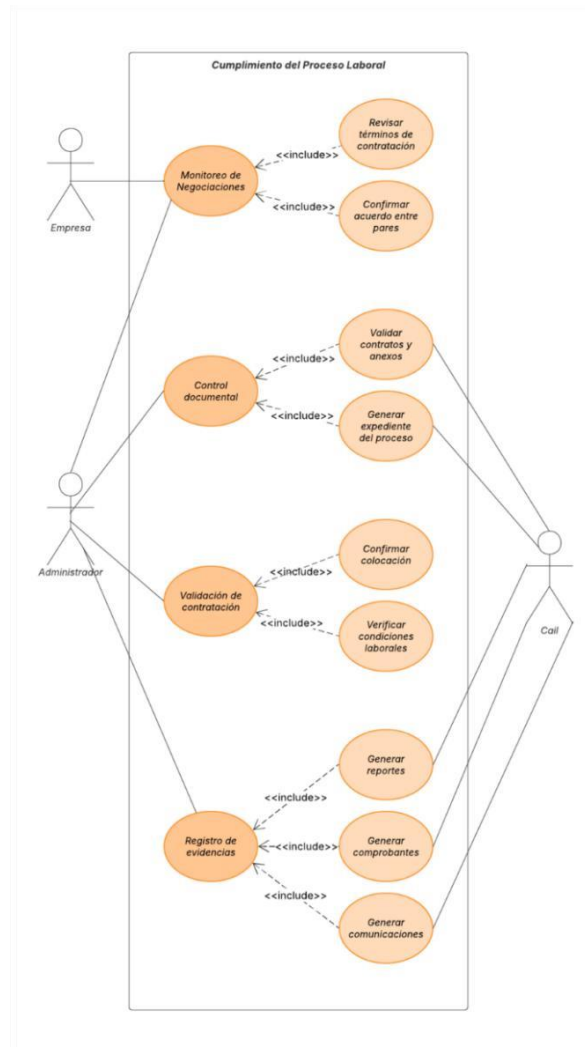 Cumplimiento del Proceso Laboral
Revisar
términos de
contratación
<<include>>
Monitoreo de
Negociaciones
<<include>>
Confirmar
acuerdo entre
pares
Empresa
Validar
contratos y
anexos
<<include>>
Control
documental
<<include>>
Generar
expediente
del proceso
Confirmar
colocación
<<include>>
Administrador
Validación de
contratación
<<include>>
Verificar
condiciones
laborales
Cail
Generar
reportes
<<include>>
Registro de
evidencias
<<include>>
Generar
comprobantes
<<include>>
Generar
comunicaciones